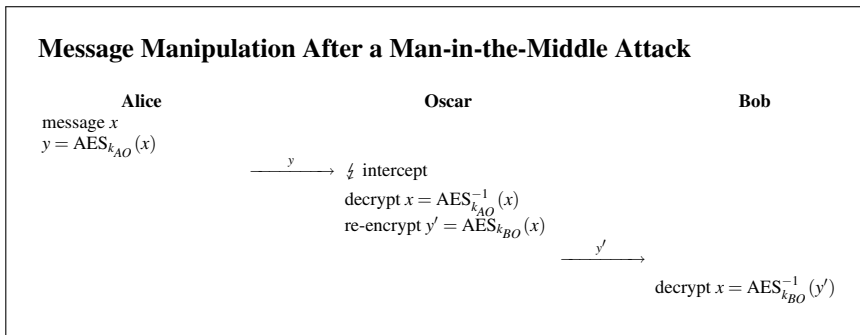 Message Manipulation After a Man-in-the-Middle Attack
Alice Oscar Bob
message x
y = AES_{k_{AO}}(x)
y
↯ intercept
decrypt x = AES^{−1}_{k_{AO}}(x)
re-encrypt y′ = AES_{k_{BO}}(x)
y′
decrypt x = AES^{−1}_{k_{BO}}(y′)